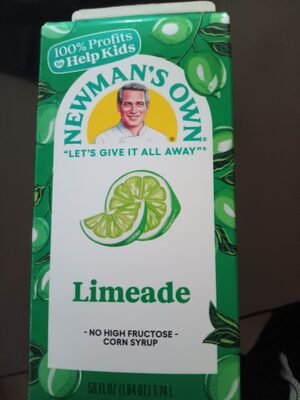 100% Profits
to Help Kids
NEWMAN'S OWN®
"LET'S GIVE IT ALL AWAY"®
Limeade
- NO HIGH FRUCTOSE -
CORN SYRUP
59 FL OZ (1.84 QT) 1.74 L